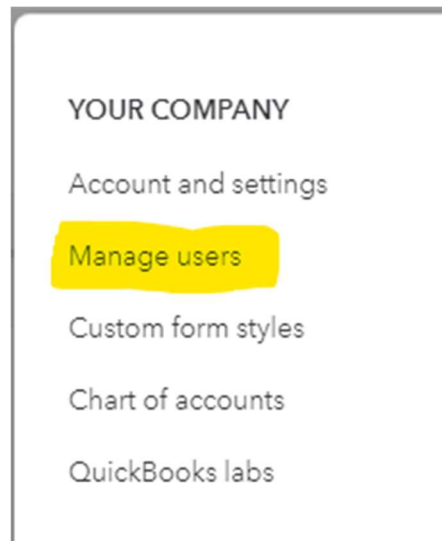 YOUR COMPANY
Account and settings
Manage users
Custom form styles
Chart of accounts
QuickBooks labs